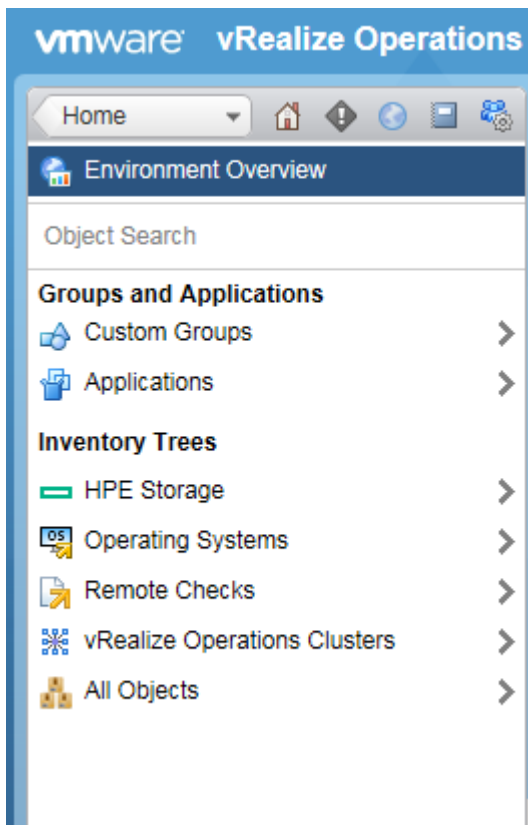 vmware vRealize Operations
Home
Environment Overview
Object Search
Groups and Applications
Custom Groups
Applications
Inventory Trees
HPE Storage
OS
Operating Systems
Remote Checks
vRealize Operations Clusters
All Objects